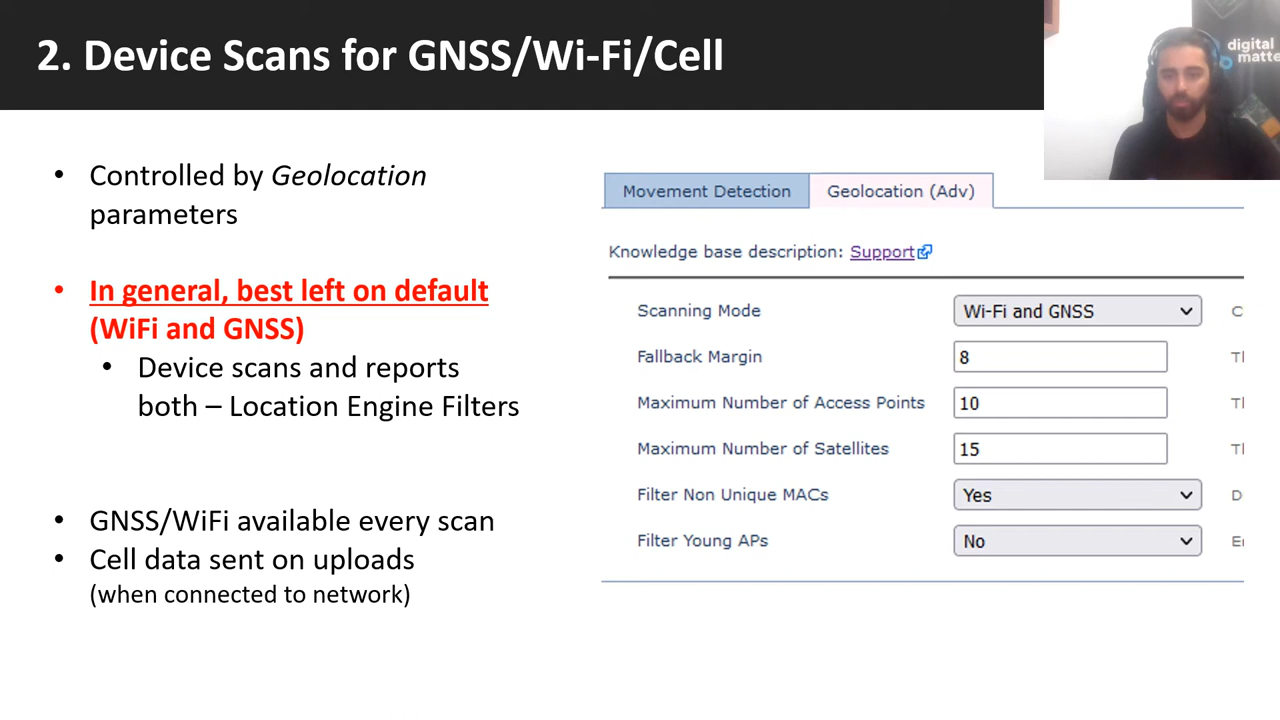 2. Device Scans for GNSS/Wi-Fi/Cell
digital
matte
• Controlled by Geolocation
parameters
• In general, best left on default
(WiFi and GNSS)
• Device scans and reports
both – Location Engine Filters
• GNSS/WiFi available every scan
• Cell data sent on uploads
(when connected to network)
Movement Detection
Geolocation (Adv)
Knowledge base description: Support
Scanning Mode Wi-Fi and GNSS C
Fallback Margin 8 Tl
Maximum Number of Access Points 10 Tl
Maximum Number of Satellites 15 Tl
Filter Non Unique MACs Yes D
Filter Young APs No